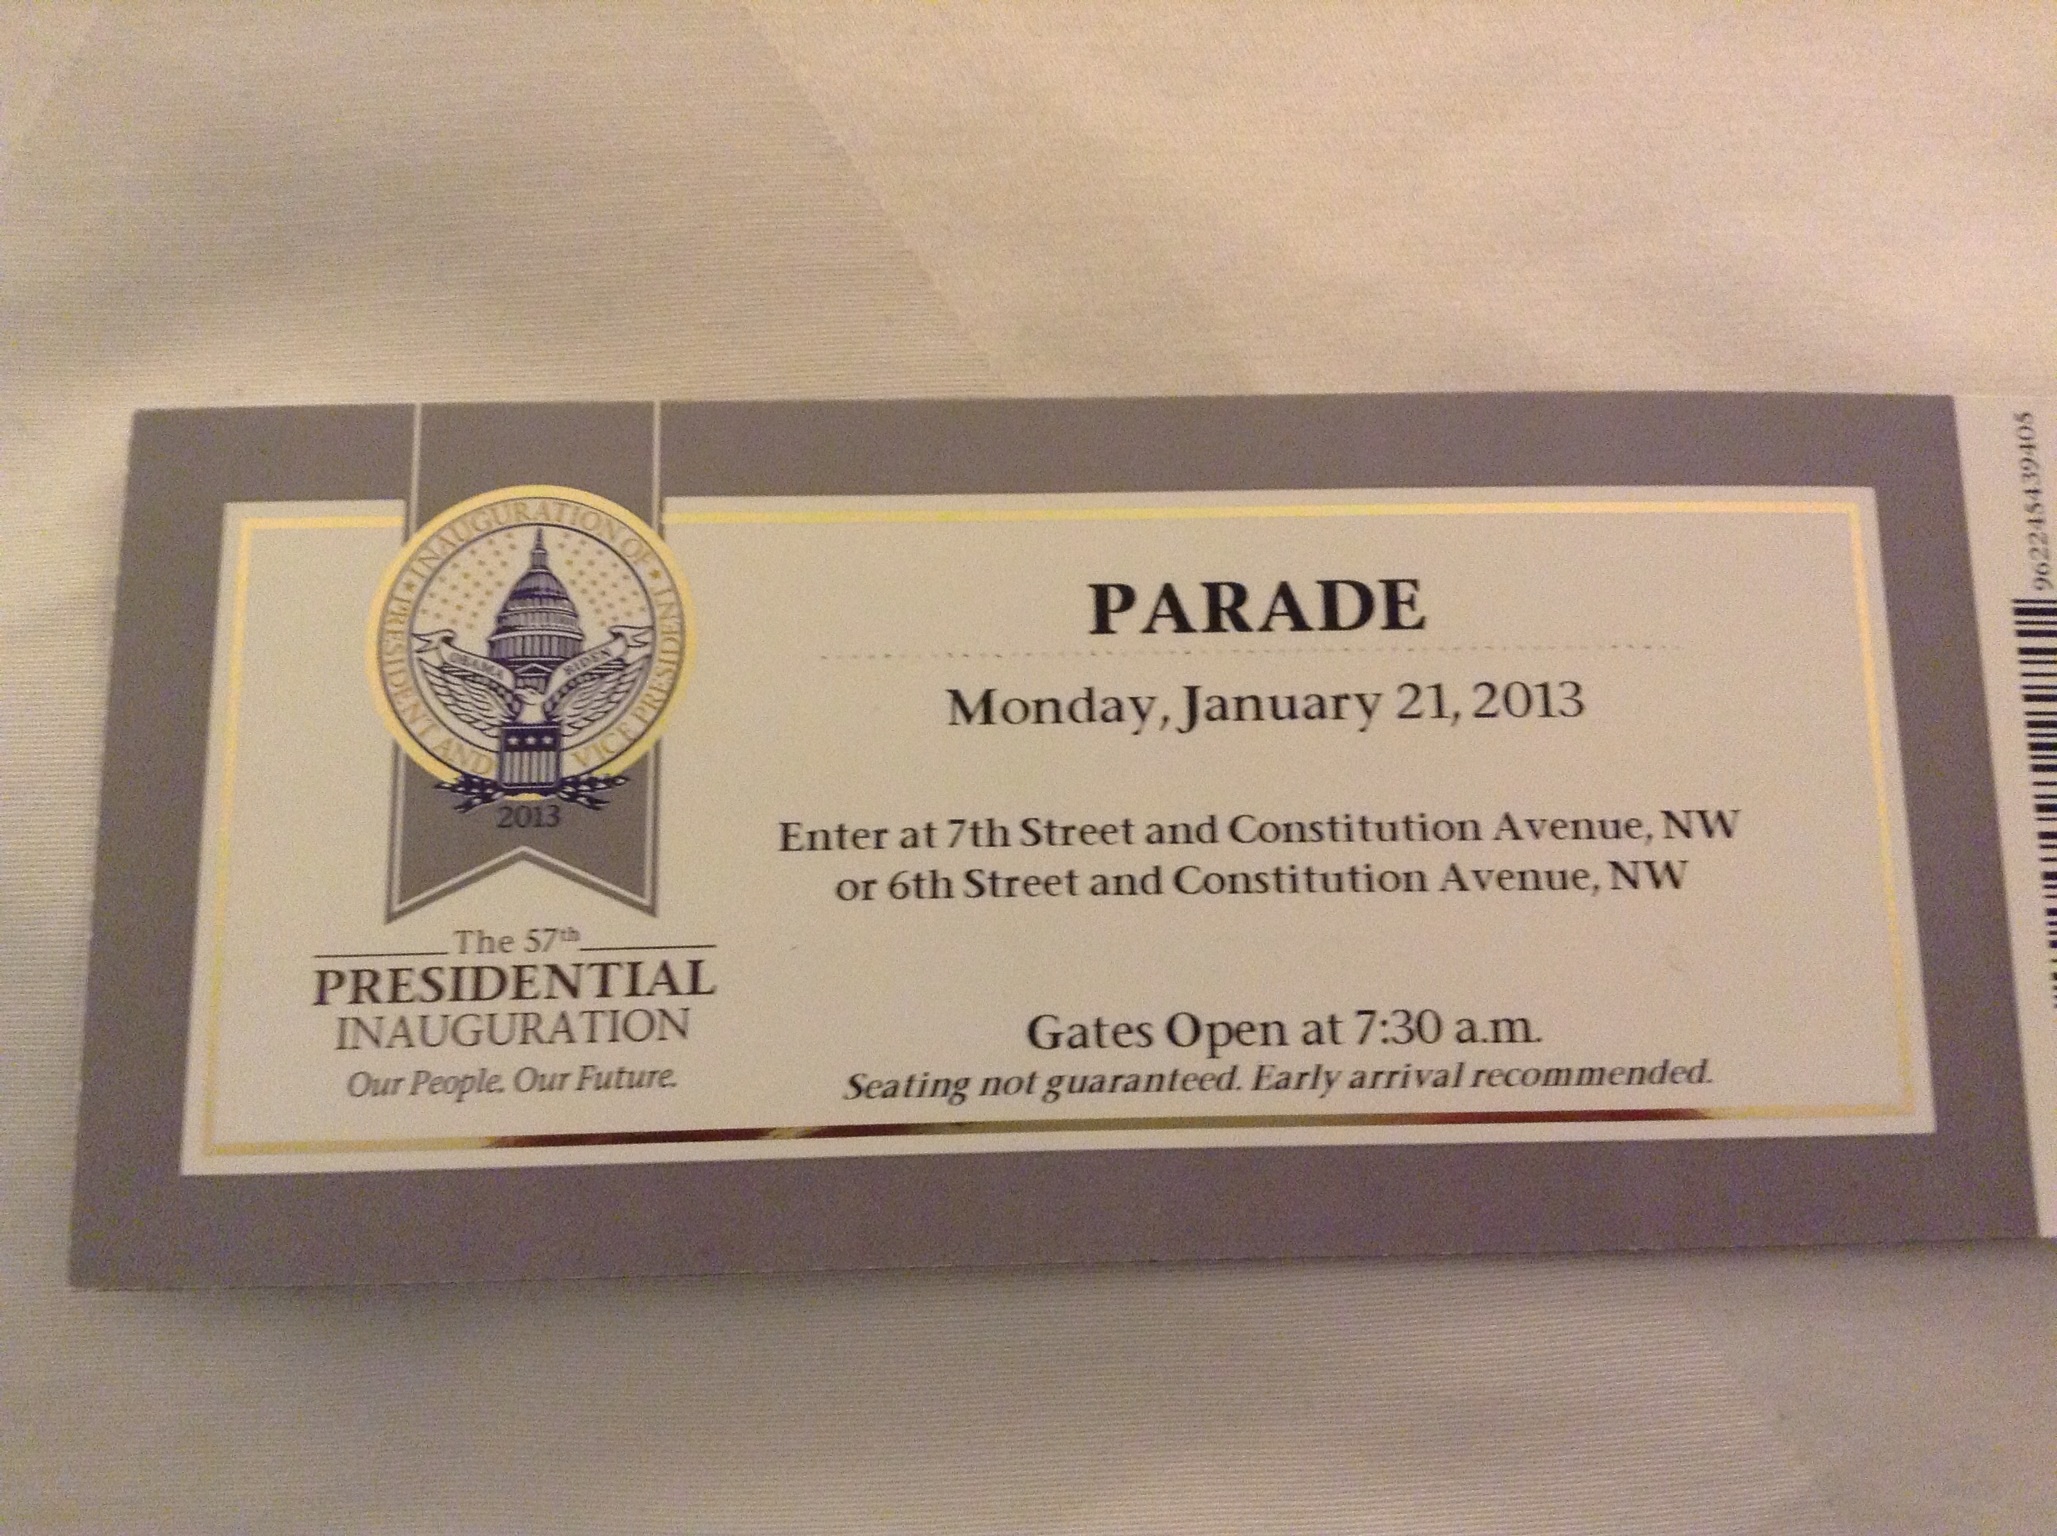 INAUGURATION OF
PRESIDENT AND
VICE PRESIDENT
OBAMA BIDEN
2013
The 57th
PRESIDENTIAL
INAUGURATION
Our People. Our Future.
PARADE
Monday, January 21, 2013
Enter at 7th Street and Constitution Avenue, NW
or 6th Street and Constitution Avenue, NW
Gates Open at 7:30 a.m.
Seating not guaranteed. Early arrival recommended.
962245439405